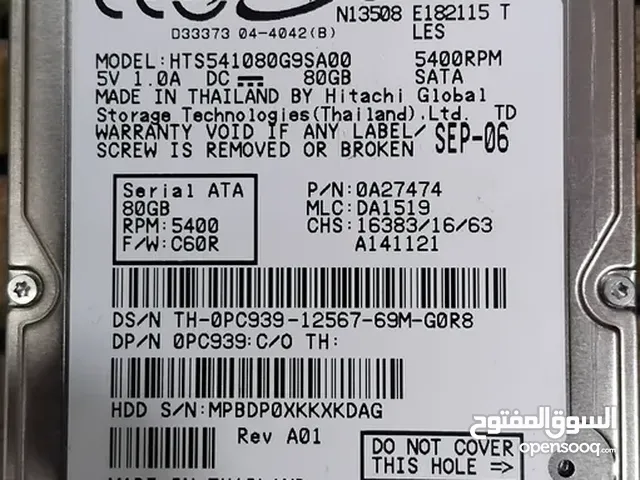 N13508 E182115 T
D33373 04-4042(B) LES
MODEL:HTS541080G9SA00 5400RPM
5V 1.0A DC 80GB SATA
MADE IN THAILAND BY Hitachi Global
Storage Technologies(Thailand).Ltd. TD
WARRANTY VOID IF ANY LABEL/
SCREW IS REMOVED OR BROKEN SEP-06
Serial ATA
80GB
RPM:5400
F/W:C60R
P/N:0A27474
MLC:DA1519
CHS:16383/16/63
A141121
DS/N TH-0PC939-12567-69M-G0R8
DP/N 0PC939:C/O TH:
HDD S/N:MPBDP0XKKXKDAG
Rev A01
DO NOT COVER
THIS HOLE =>
السوق المفتوح
opensooq.com